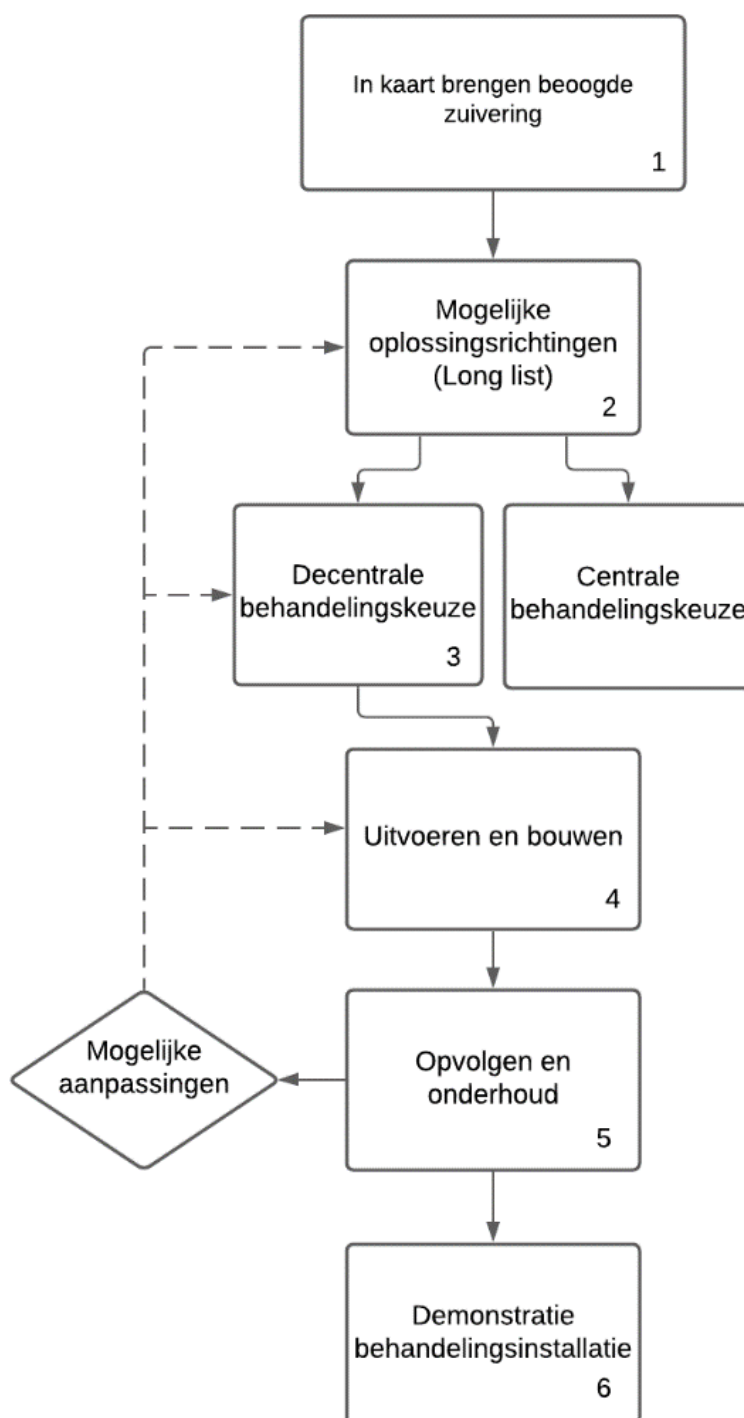 In kaart brengen beoogde
zuivering
1
Mogelijke
oplossingsrichtingen
(Long list)
2
Decentrale
behandelingskeuze
3
Centrale
behandelingskeuze
Uitvoeren en bouwen
4
Mogelijke
aanpassingen
Opvolgen en
onderhoud
5
Demonstratie
behandelingsinstallatie
6